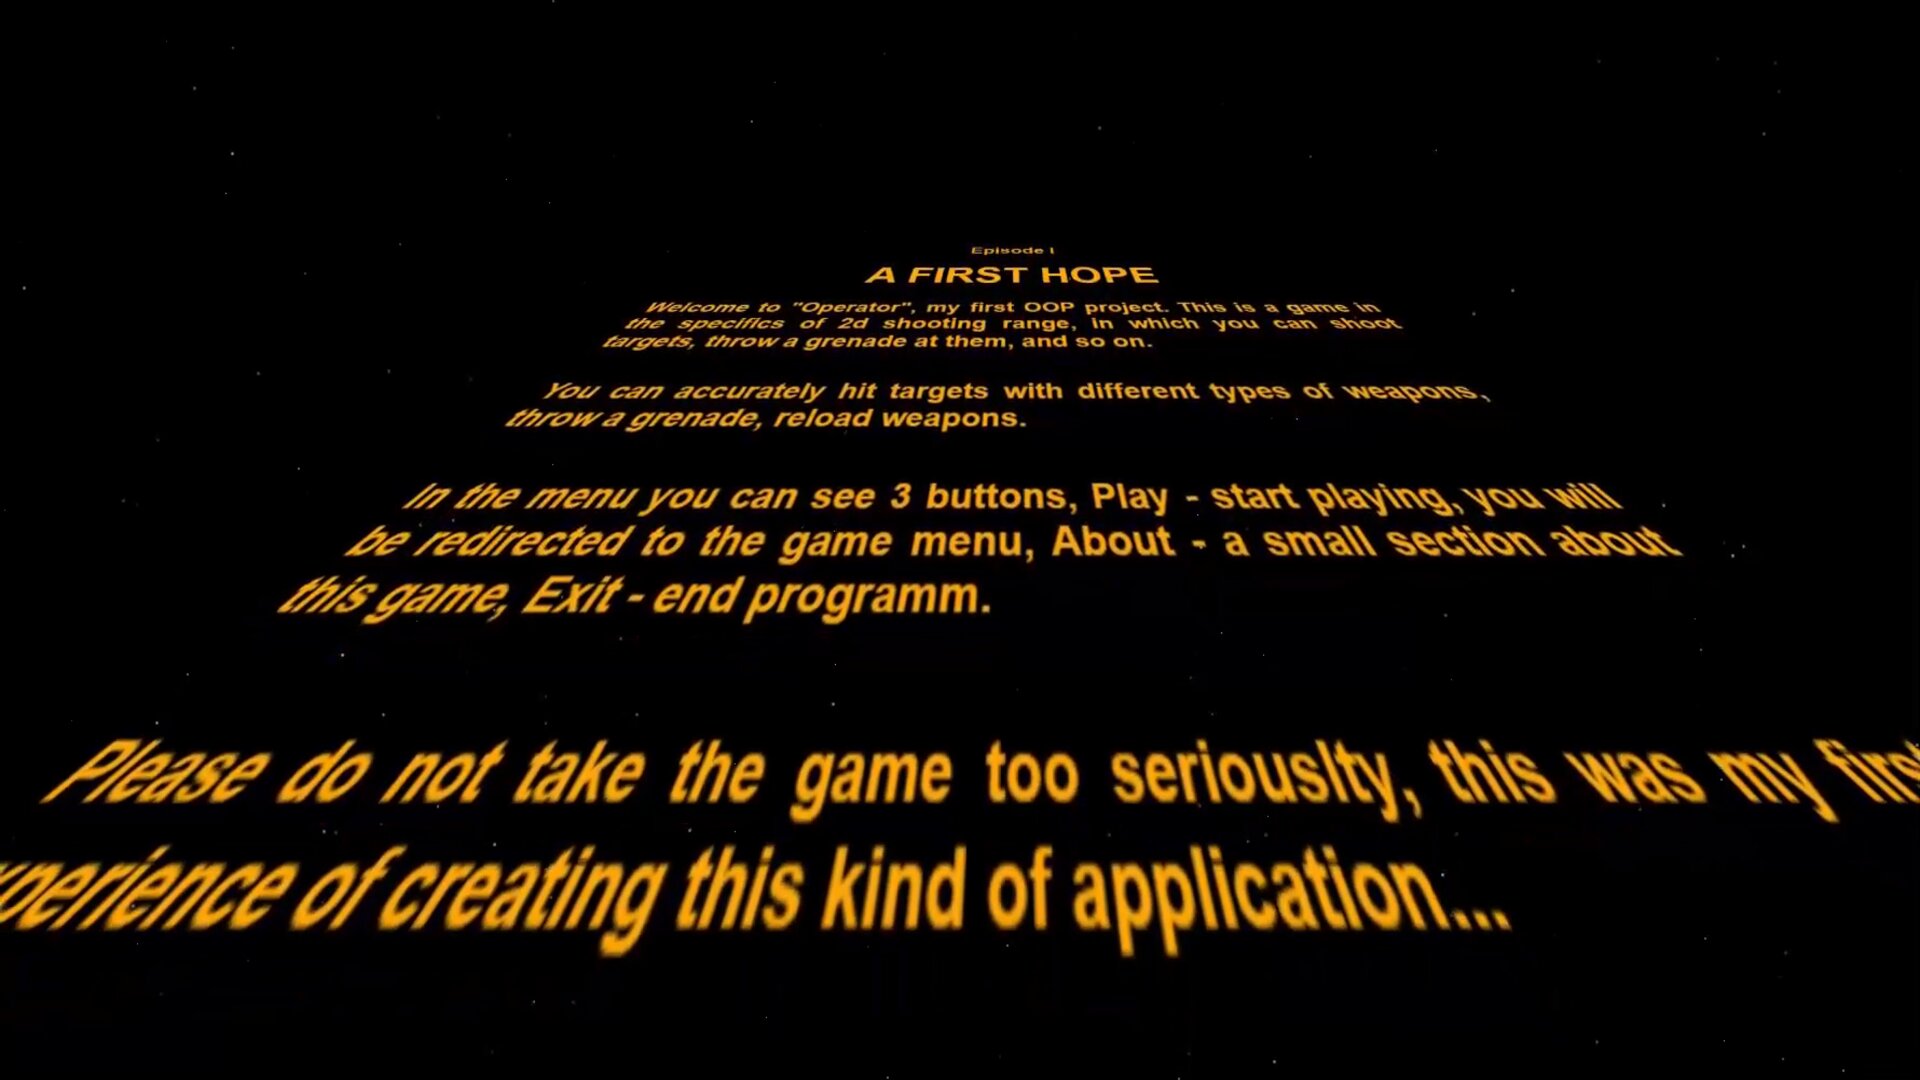 Episode I
A FIRST HOPE
Welcome to "Operator", my first OOP project. This is a game in
the specifics of 2d shooting range, in which you can shoot
targets, throw a grenade at them, and so on.
You can accurately hit targets with different types of weapons,
throw a grenade, reload weapons.
In the menu you can see 3 buttons, Play - start playing, you will
be redirected to the game menu, About - a small section about
this game, Exit - end programm.
Please do not take the game too seriouslty, this was my first
xperience of creating this kind of application...